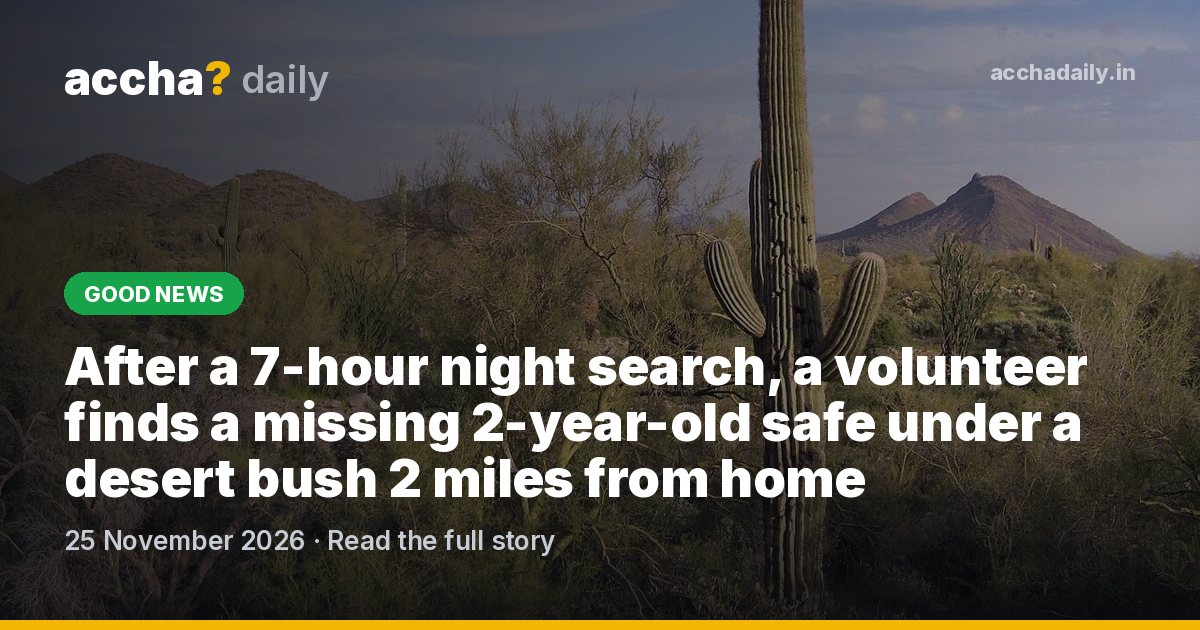 accha? daily
acchadaily.in
GOOD NEWS
After a 7-hour night search, a volunteer
finds a missing 2-year-old safe under a
desert bush 2 miles from home
25 November 2026 · Read the full story